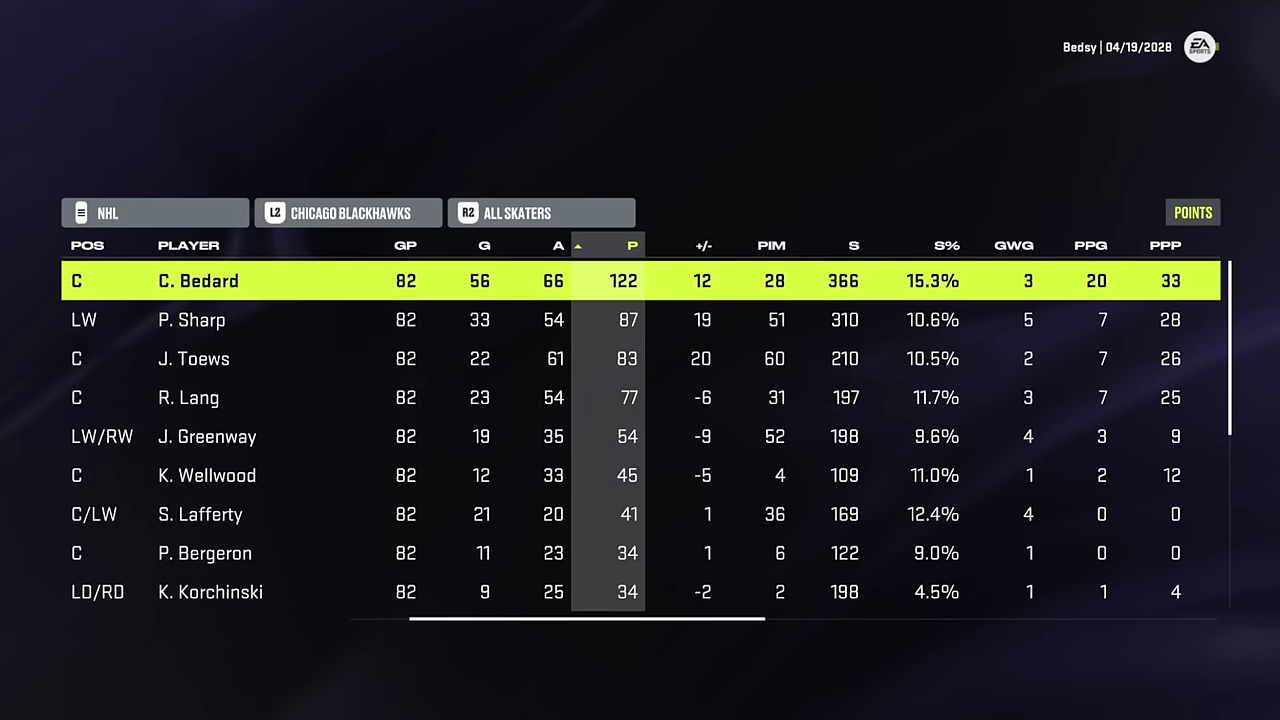 Bedsy | 04/19/2028 EA SPORTS
NHL L2 CHICAGO BLACKHAWKS R2 ALL SKATERS POINTS
POS PLAYER GP G A P +/- PIM S S% GWG PPG PPP
C C. Bedard 82 56 66 122 12 28 366 15.3% 3 20 33
LW P. Sharp 82 33 54 87 19 51 310 10.6% 5 7 28
C J. Toews 82 22 61 83 20 60 210 10.5% 2 7 26
C R. Lang 82 23 54 77 -6 31 197 11.7% 3 7 25
LW/RW J. Greenway 82 19 35 54 -9 52 198 9.6% 4 3 9
C K. Wellwood 82 12 33 45 -5 4 109 11.0% 1 2 12
C/LW S. Lafferty 82 21 20 41 1 36 169 12.4% 4 0 0
C P. Bergeron 82 11 23 34 1 6 122 9.0% 1 0 0
LD/RD K. Korchinski 82 9 25 34 -2 2 198 4.5% 1 1 4